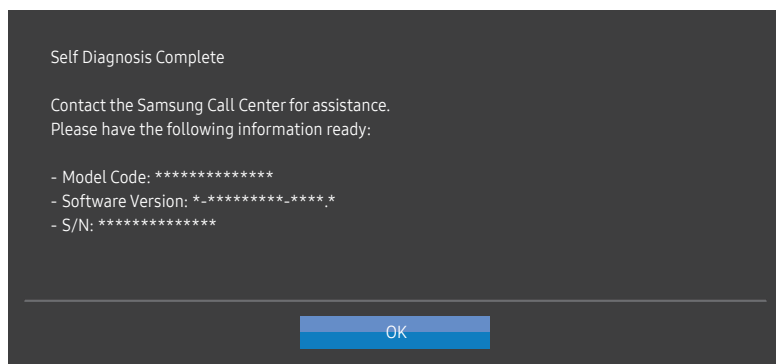 Self Diagnosis Complete
Contact the Samsung Call Center for assistance.
Please have the following information ready:
- Model Code: **************
- Software Version: *-*********-****.*
- S/N: **************
OK